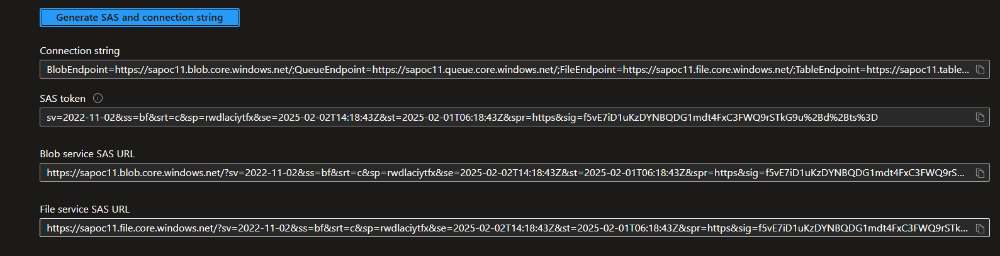 Generate SAS and connection string
Connection string
BlobEndpoint=https://sapoc11.blob.core.windows.net/;QueueEndpoint=https://sapoc11.queue.core.windows.net/;FileEndpoint=https://sapoc11.file.core.windows.net/;TableEndpoint=https://sapoc11.table...
SAS token
sv=2022-11-02&ss=bf&srt=c&sp=rwdlaciytfx&se=2025-02-02T14:18:43Z&st=2025-02-01T06:18:43Z&spr=https&sig=f5vE7iD1uKzDYNBQDG1mdt4FxC3FWQ9rSTkG9u%2Bd%2Bts%3D
Blob service SAS URL
https://sapoc11.blob.core.windows.net/?sv=2022-11-02&ss=bf&srt=c&sp=rwdlaciytfx&se=2025-02-02T14:18:43Z&st=2025-02-01T06:18:43Z&spr=https&sig=f5vE7iD1uKzDYNBQDG1mdt4FxC3FWQ9rS...
File service SAS URL
https://sapoc11.file.core.windows.net/?sv=2022-11-02&ss=bf&srt=c&sp=rwdlaciytfx&se=2025-02-02T14:18:43Z&st=2025-02-01T06:18:43Z&spr=https&sig=f5vE7iD1uKzDYNBQDG1mdt4FxC3FWQ9rSTk...